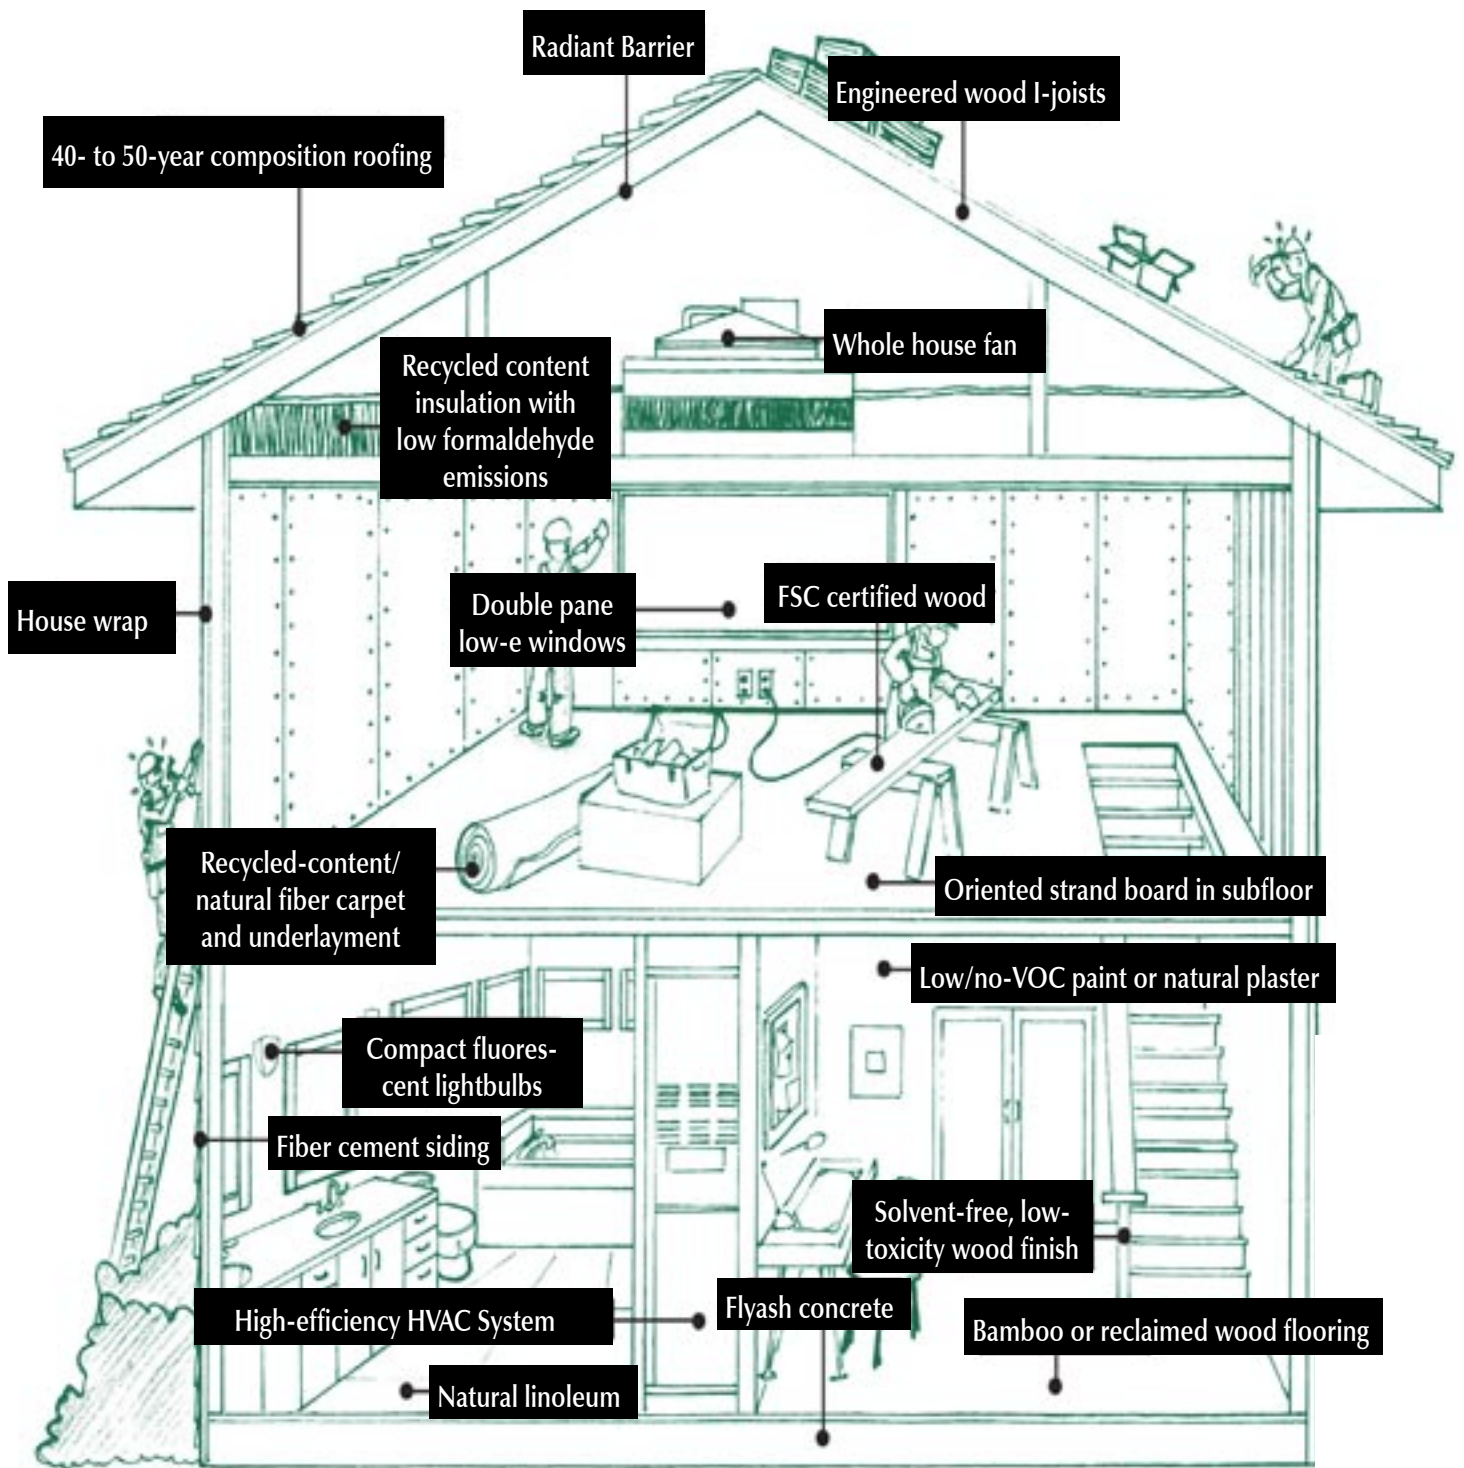 Radiant Barrier
Engineered wood I-joists
40- to 50-year composition roofing
Whole house fan
Recycled content
insulation with
low formaldehyde
emissions
House wrap
Double pane
low-e windows
FSC certified wood
Recycled-content/
natural fiber carpet
and underlayment
Oriented strand board in subfloor
Low/no-VOC paint or natural plaster
Compact fluores-
cent lightbulbs
Fiber cement siding
Solvent-free, low-
toxicity wood finish
High-efficiency HVAC System
Flyash concrete
Bamboo or reclaimed wood flooring
Natural linoleum